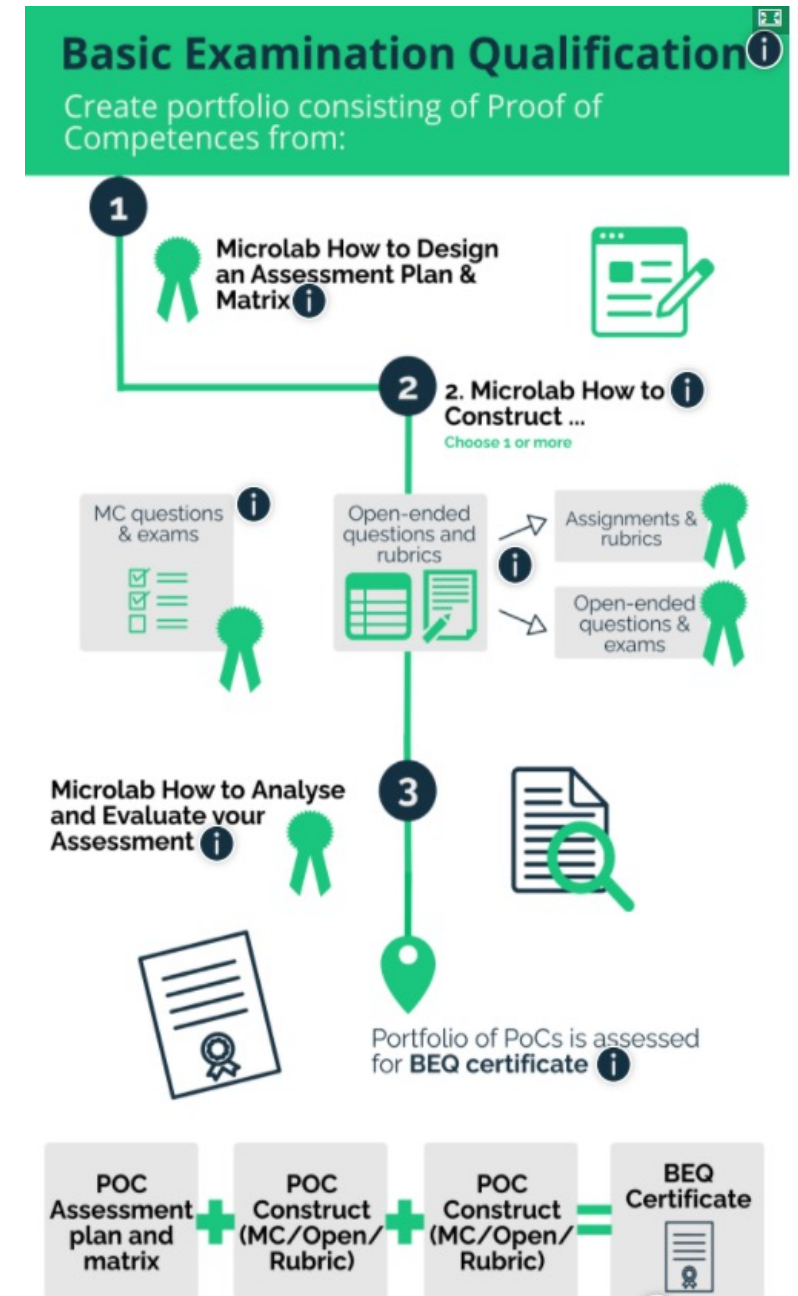 Basic Examination Qualification
i
Create portfolio consisting of Proof of
Competences from:
1
Microlab How to Design
an Assessment Plan &
Matrix i
2
2. Microlab How to i
Construct ...
Choose 1 or more
MC questions
& exams
i
Open-ended
questions and
rubrics
i
Assignments &
rubrics
Open-ended
questions &
exams
3
Microlab How to Analyse
and Evaluate your
Assessment i
Portfolio of PoCs is assessed
for BEQ certificate i
POC
Assessment
plan and
matrix
+
POC
Construct
(MC/Open/
Rubric)
+
POC
Construct
(MC/Open/
Rubric)
=
BEQ
Certificate